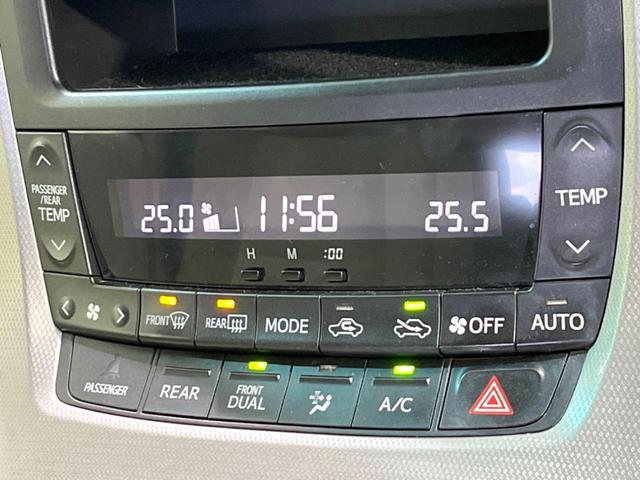 PASSENGER
/REAR
TEMP
25.0 11:56 25.5
TEMP
H M :00
FRONT REAR MODE OFF AUTO
PASSENGER REAR FRONT
DUAL A/C